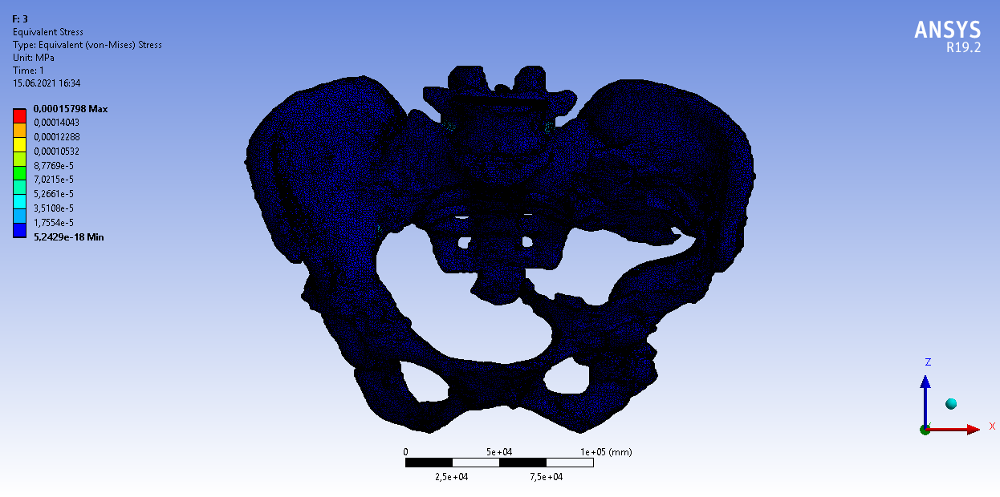 F: 3
Equivalent Stress
Type: Equivalent (von-Mises) Stress
Unit: MPa
Time: 1
15.06.2021 16:34
0,00015798 Max
0,00014043
0,00012288
0,00010532
8,7769e-5
7,0215e-5
5,2661e-5
3,5108e-5
1,7554e-5
5,2429e-18 Min
ANSYS
R19.2
Z
X
0 5e+04 1e+05 (mm)
2,5e+04 7,5e+04